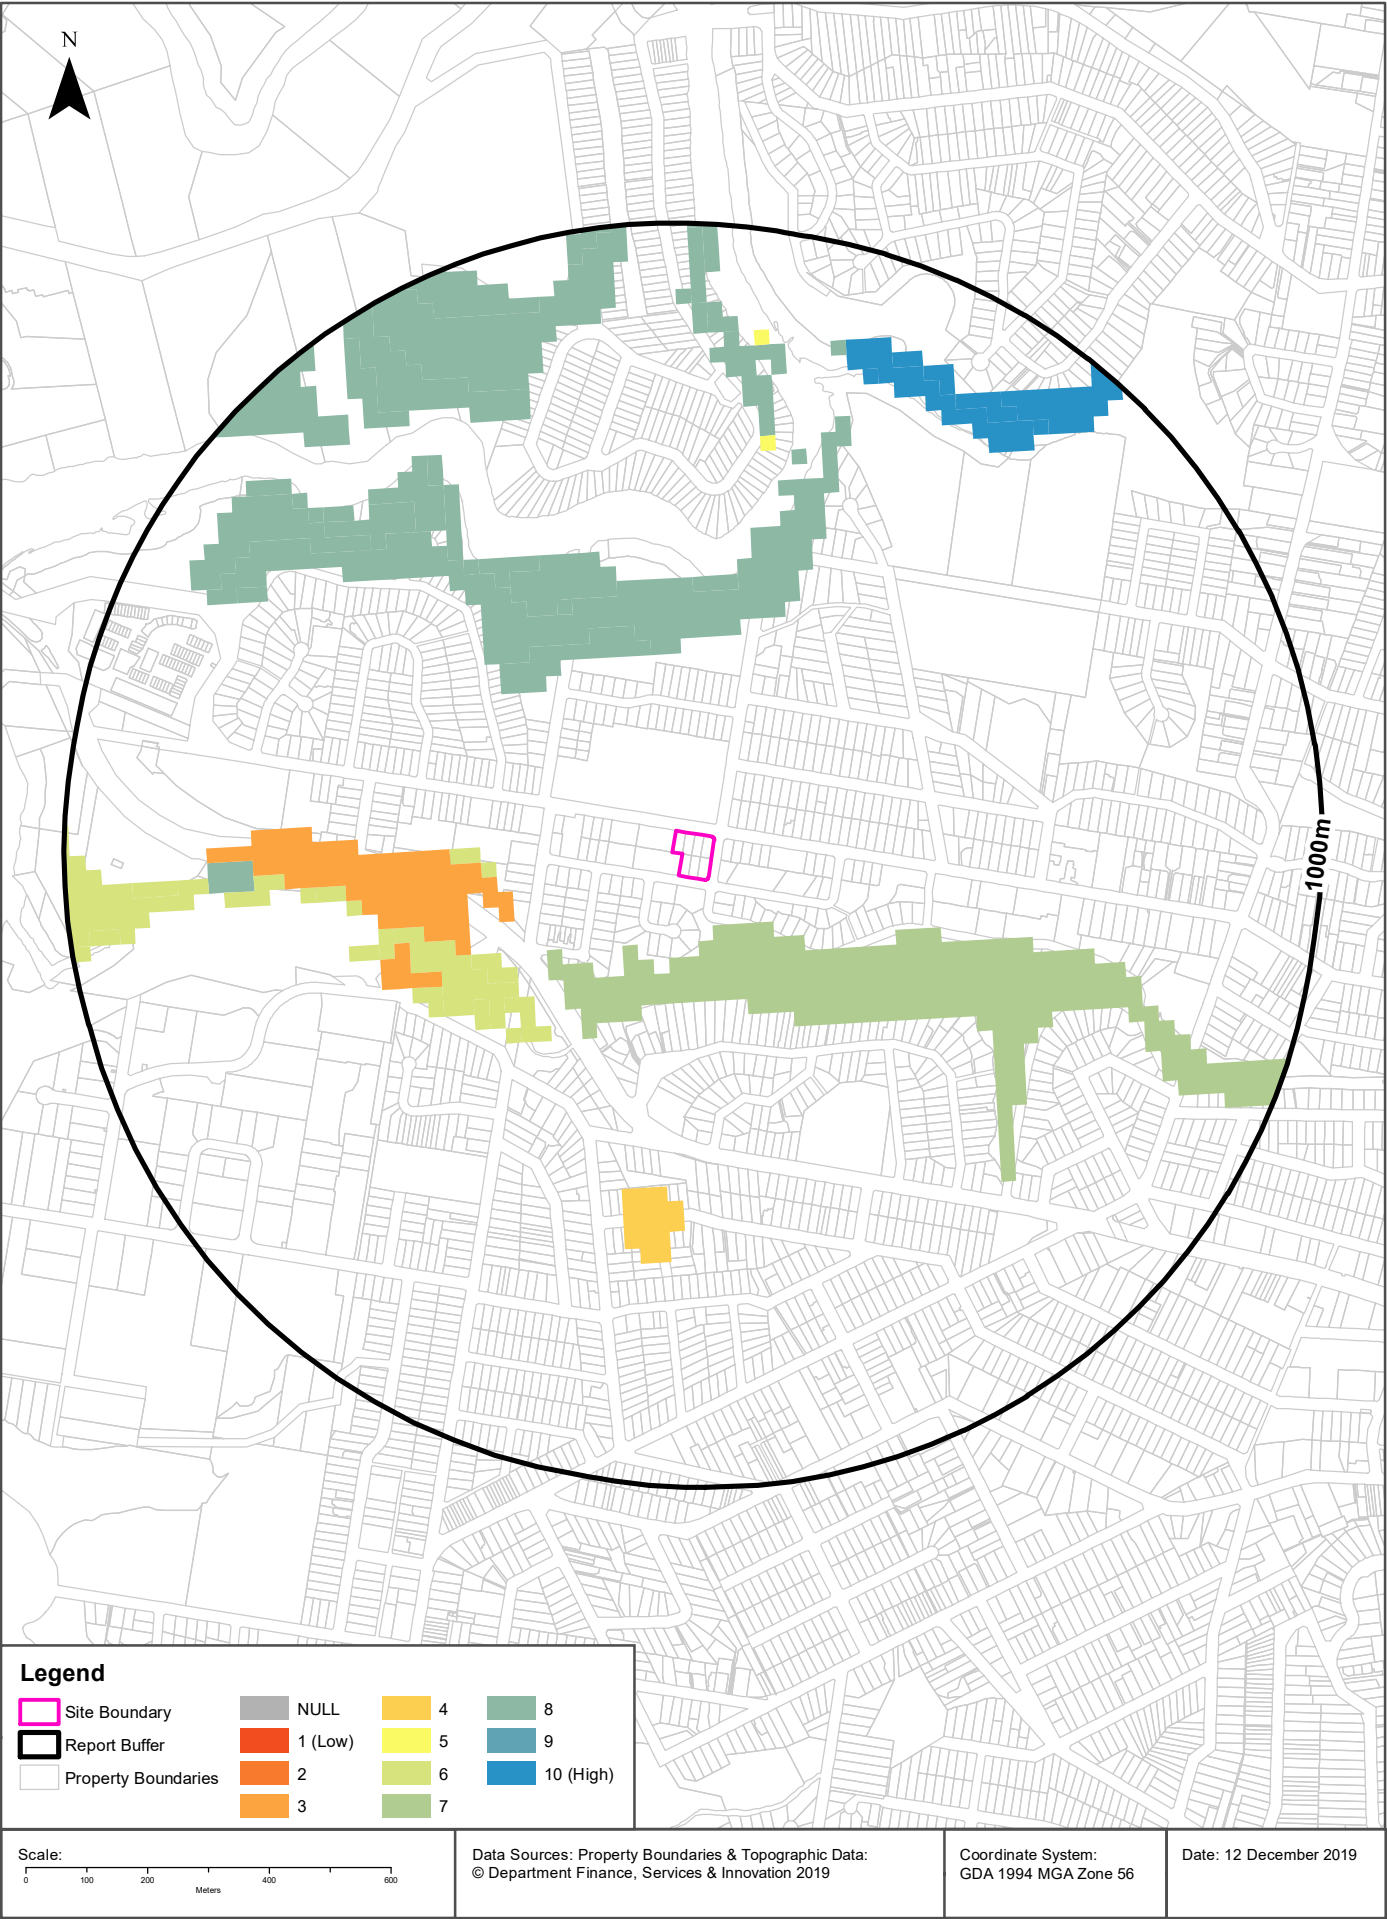 N
1000m
Legend
Site Boundary
Report Buffer
Property Boundaries
NULL
1 (Low)
2
3
4
5
6
7
8
9
10 (High)
Scale:
0 100 200 400 600
Meters
Data Sources: Property Boundaries & Topographic Data:
© Department Finance, Services & Innovation 2019
Coordinate System:
GDA 1994 MGA Zone 56
Date: 12 December 2019